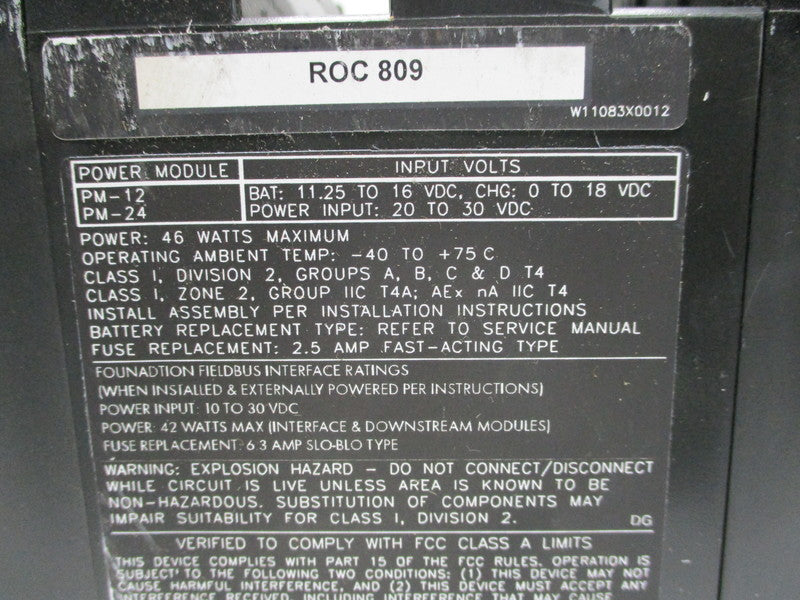 ROC 809
W11083X0012
POWER MODULE INPUT VOLTS
PM-12 BAT: 11.25 TO 16 VDC, CHG: 0 TO 18 VDC
PM-24 POWER INPUT: 20 TO 30 VDC
POWER: 46 WATTS MAXIMUM
OPERATING AMBIENT TEMP: -40 TO +75 C
CLASS I, DIVISION 2, GROUPS A, B, C & D T4
CLASS I, ZONE 2, GROUP IIC T4A; AEx nA IIC T4
INSTALL ASSEMBLY PER INSTALLATION INSTRUCTIONS
BATTERY REPLACEMENT TYPE: REFER TO SERVICE MANUAL
FUSE REPLACEMENT: 2.5 AMP FAST-ACTING TYPE
FOUNADTION FIELDBUS INTERFACE RATINGS
(WHEN INSTALLED & EXTERNALLY POWERED PER INSTRUCTIONS)
POWER INPUT: 10 TO 30 VDC
POWER: 42 WATTS MAX (INTERFACE & DOWNSTREAM MODULES)
FUSE REPLACEMENT: 6.3 AMP SLO-BLO TYPE
WARNING: EXPLOSION HAZARD - DO NOT CONNECT/DISCONNECT
WHILE CIRCUIT IS LIVE UNLESS AREA IS KNOWN TO BE
NON-HAZARDOUS. SUBSTITUTION OF COMPONENTS MAY
IMPAIR SUITABILITY FOR CLASS I, DIVISION 2. DG
VERIFIED TO COMPLY WITH FCC CLASS A LIMITS
THIS DEVICE COMPLIES WITH PART 15 OF THE FCC RULES. OPERATION IS
SUBJECT TO THE FOLLOWING TWO CONDITIONS: (1) THIS DEVICE MAY NOT
CAUSE HARMFUL INTERFERENCE, AND (2) THIS DEVICE MUST ACCEPT ANY
INTERFERENCE RECEIVED, INCLUDING INTERFERENCE THAT MAY CAUSE